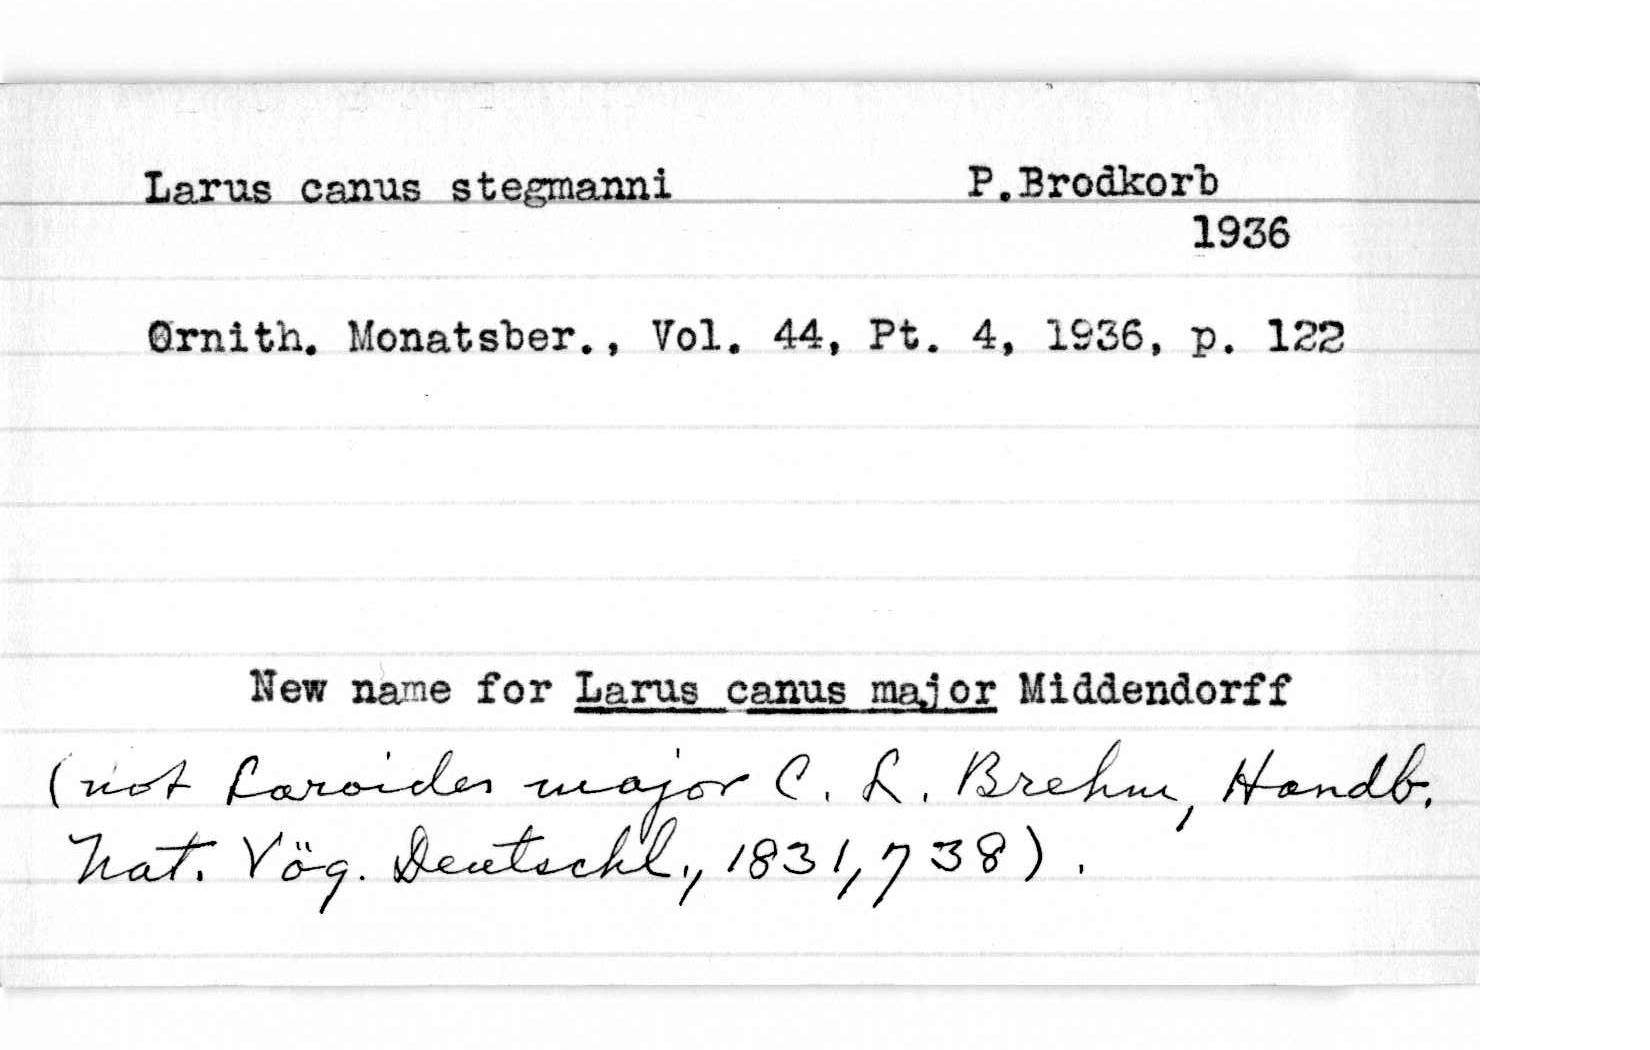 Larus canus stegmanni P.Brodkorb
1936
Ornith. Monatsber., Vol. 44, Pt. 4, 1936, p. 122
New name for Larus canus major Middendorff
(not Laroides major C. L. Brehm, Handb.
Nat. Vög. Deutschl., 1831, 738).